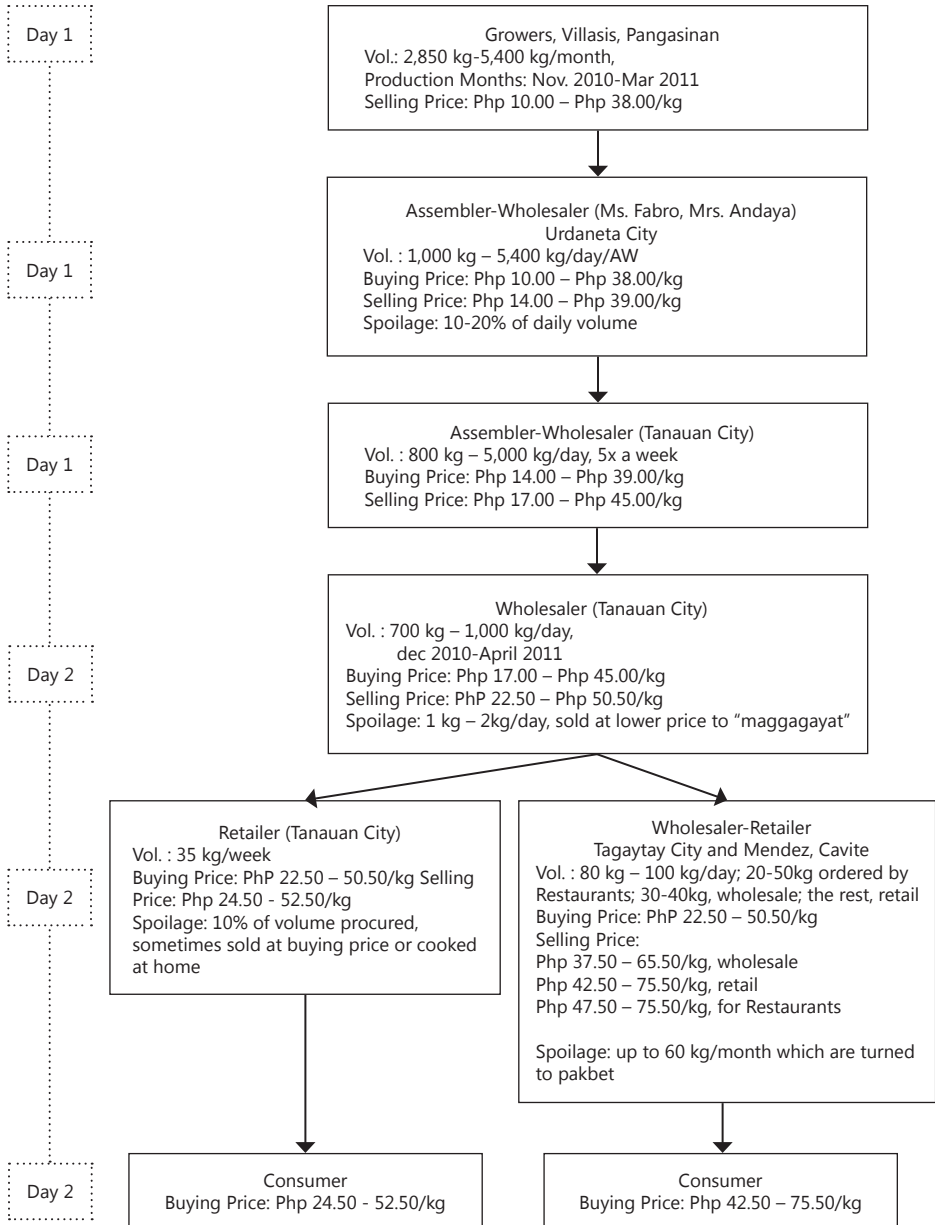 Day 1
Growers, Villasis, Pangasinan
Vol.: 2,850 kg-5,400 kg/month,
Production Months: Nov. 2010-Mar 2011
Selling Price: Php 10.00 – Php 38.00/kg
Day 1
Assembler-Wholesaler (Ms. Fabro, Mrs. Andaya)
Urdaneta City
Vol. : 1,000 kg – 5,400 kg/day/AW
Buying Price: Php 10.00 – Php 38.00/kg
Selling Price: Php 14.00 – Php 39.00/kg
Spoilage: 10-20% of daily volume
Day 1
Assembler-Wholesaler (Tanauan City)
Vol. : 800 kg – 5,000 kg/day, 5x a week
Buying Price: Php 14.00 – Php 39.00/kg
Selling Price: Php 17.00 – Php 45.00/kg
Day 2
Wholesaler (Tanauan City)
Vol. : 700 kg – 1,000 kg/day,
dec 2010-April 2011
Buying Price: Php 17.00 – Php 45.00/kg
Selling Price: PhP 22.50 – Php 50.50/kg
Spoilage: 1 kg – 2kg/day, sold at lower price to “maggagayat”
Day 2
Retailer (Tanauan City)
Vol. : 35 kg/week
Buying Price: PhP 22.50 – 50.50/kg Selling
Price: Php 24.50 - 52.50/kg
Spoilage: 10% of volume procured,
sometimes sold at buying price or cooked
at home
Wholesaler-Retailer
Tagaytay City and Mendez, Cavite
Vol. : 80 kg – 100 kg/day; 20-50kg ordered by
Restaurants; 30-40kg, wholesale; the rest, retail
Buying Price: PhP 22.50 – 50.50/kg
Selling Price:
Php 37.50 – 65.50/kg, wholesale
Php 42.50 – 75.50/kg, retail
Php 47.50 – 75.50/kg, for Restaurants
Spoilage: up to 60 kg/month which are turned
to pakbet
Day 2
Consumer
Buying Price: Php 24.50 - 52.50/kg
Consumer
Buying Price: Php 42.50 – 75.50/kg